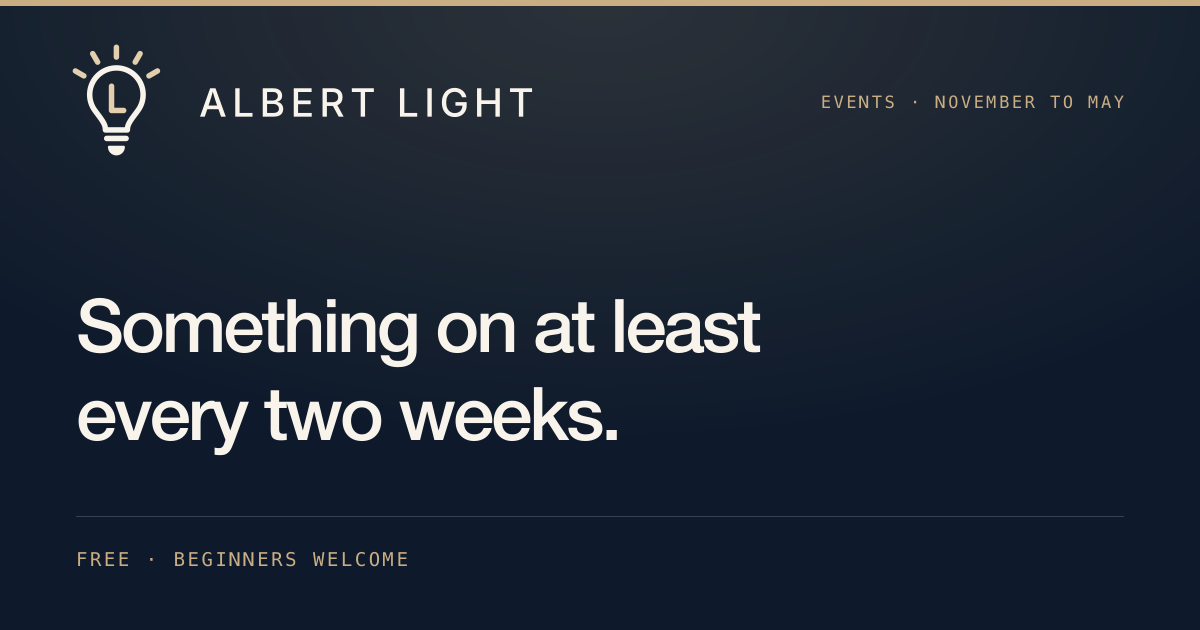 L
ALBERT LIGHT
EVENTS · NOVEMBER TO MAY
Something on at least
every two weeks.
FREE · BEGINNERS WELCOME